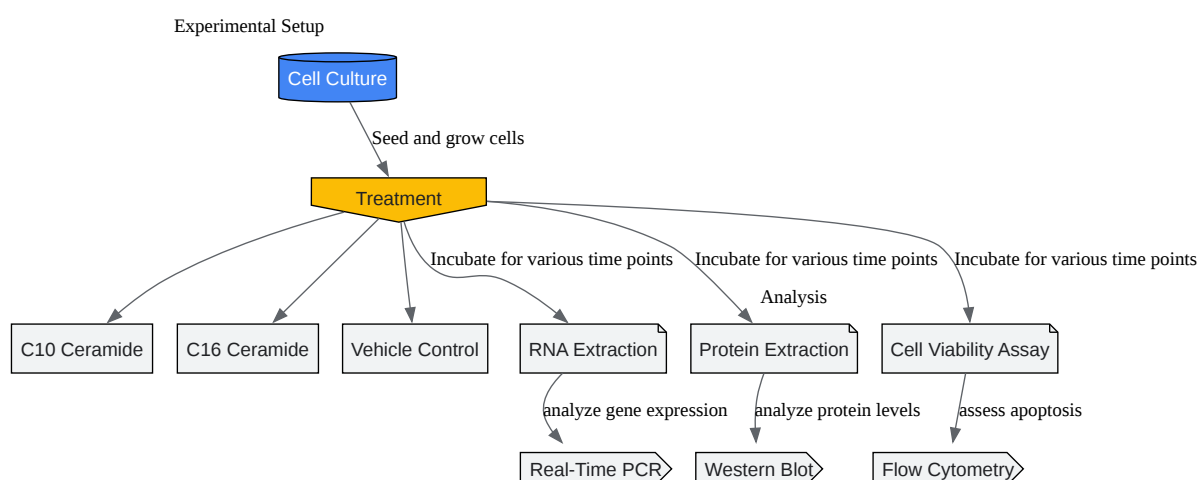 Experimental Setup
Cell Culture
Seed and grow cells
Treatment
Incubate for various time points
Incubate for various time points
Incubate for various time points
Analysis
C10 Ceramide
C16 Ceramide
Vehicle Control
RNA Extraction
Protein Extraction
Cell Viability Assay
analyze gene expression
analyze protein levels
assess apoptosis
Real-Time PCR
Western Blot
Flow Cytometry